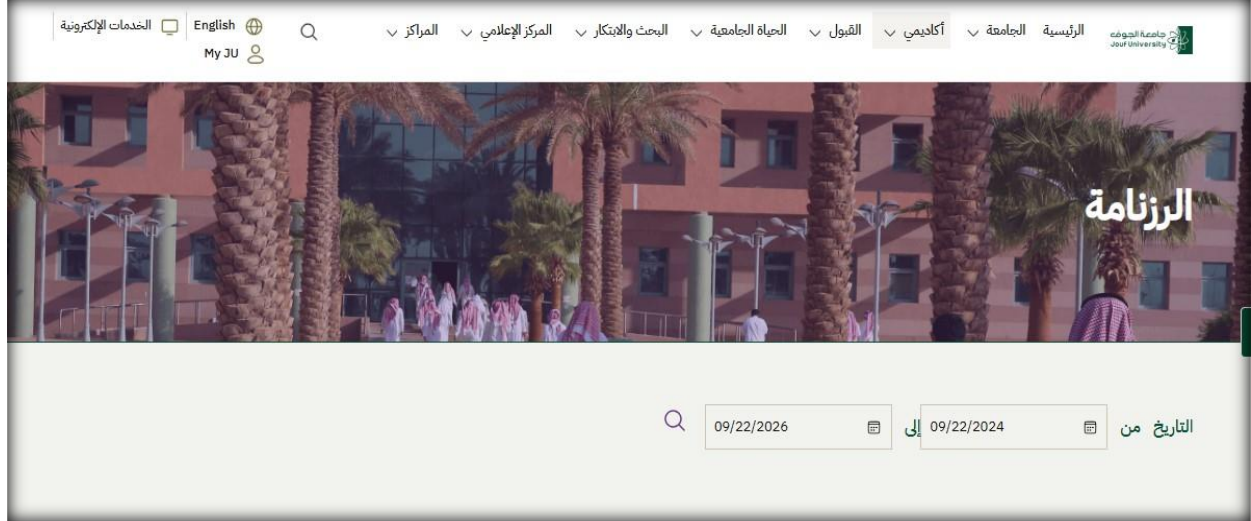 جامعة الجوف
Jouf University
الرئيسية الجامعة أكاديمي القبول الحياة الجامعية البحث والابتكار المركز الإعلامي المراكز
English الخدمات الإلكترونية
My JU
الرزنامة
التاريخ من 09/22/2024 إلى 09/22/2026